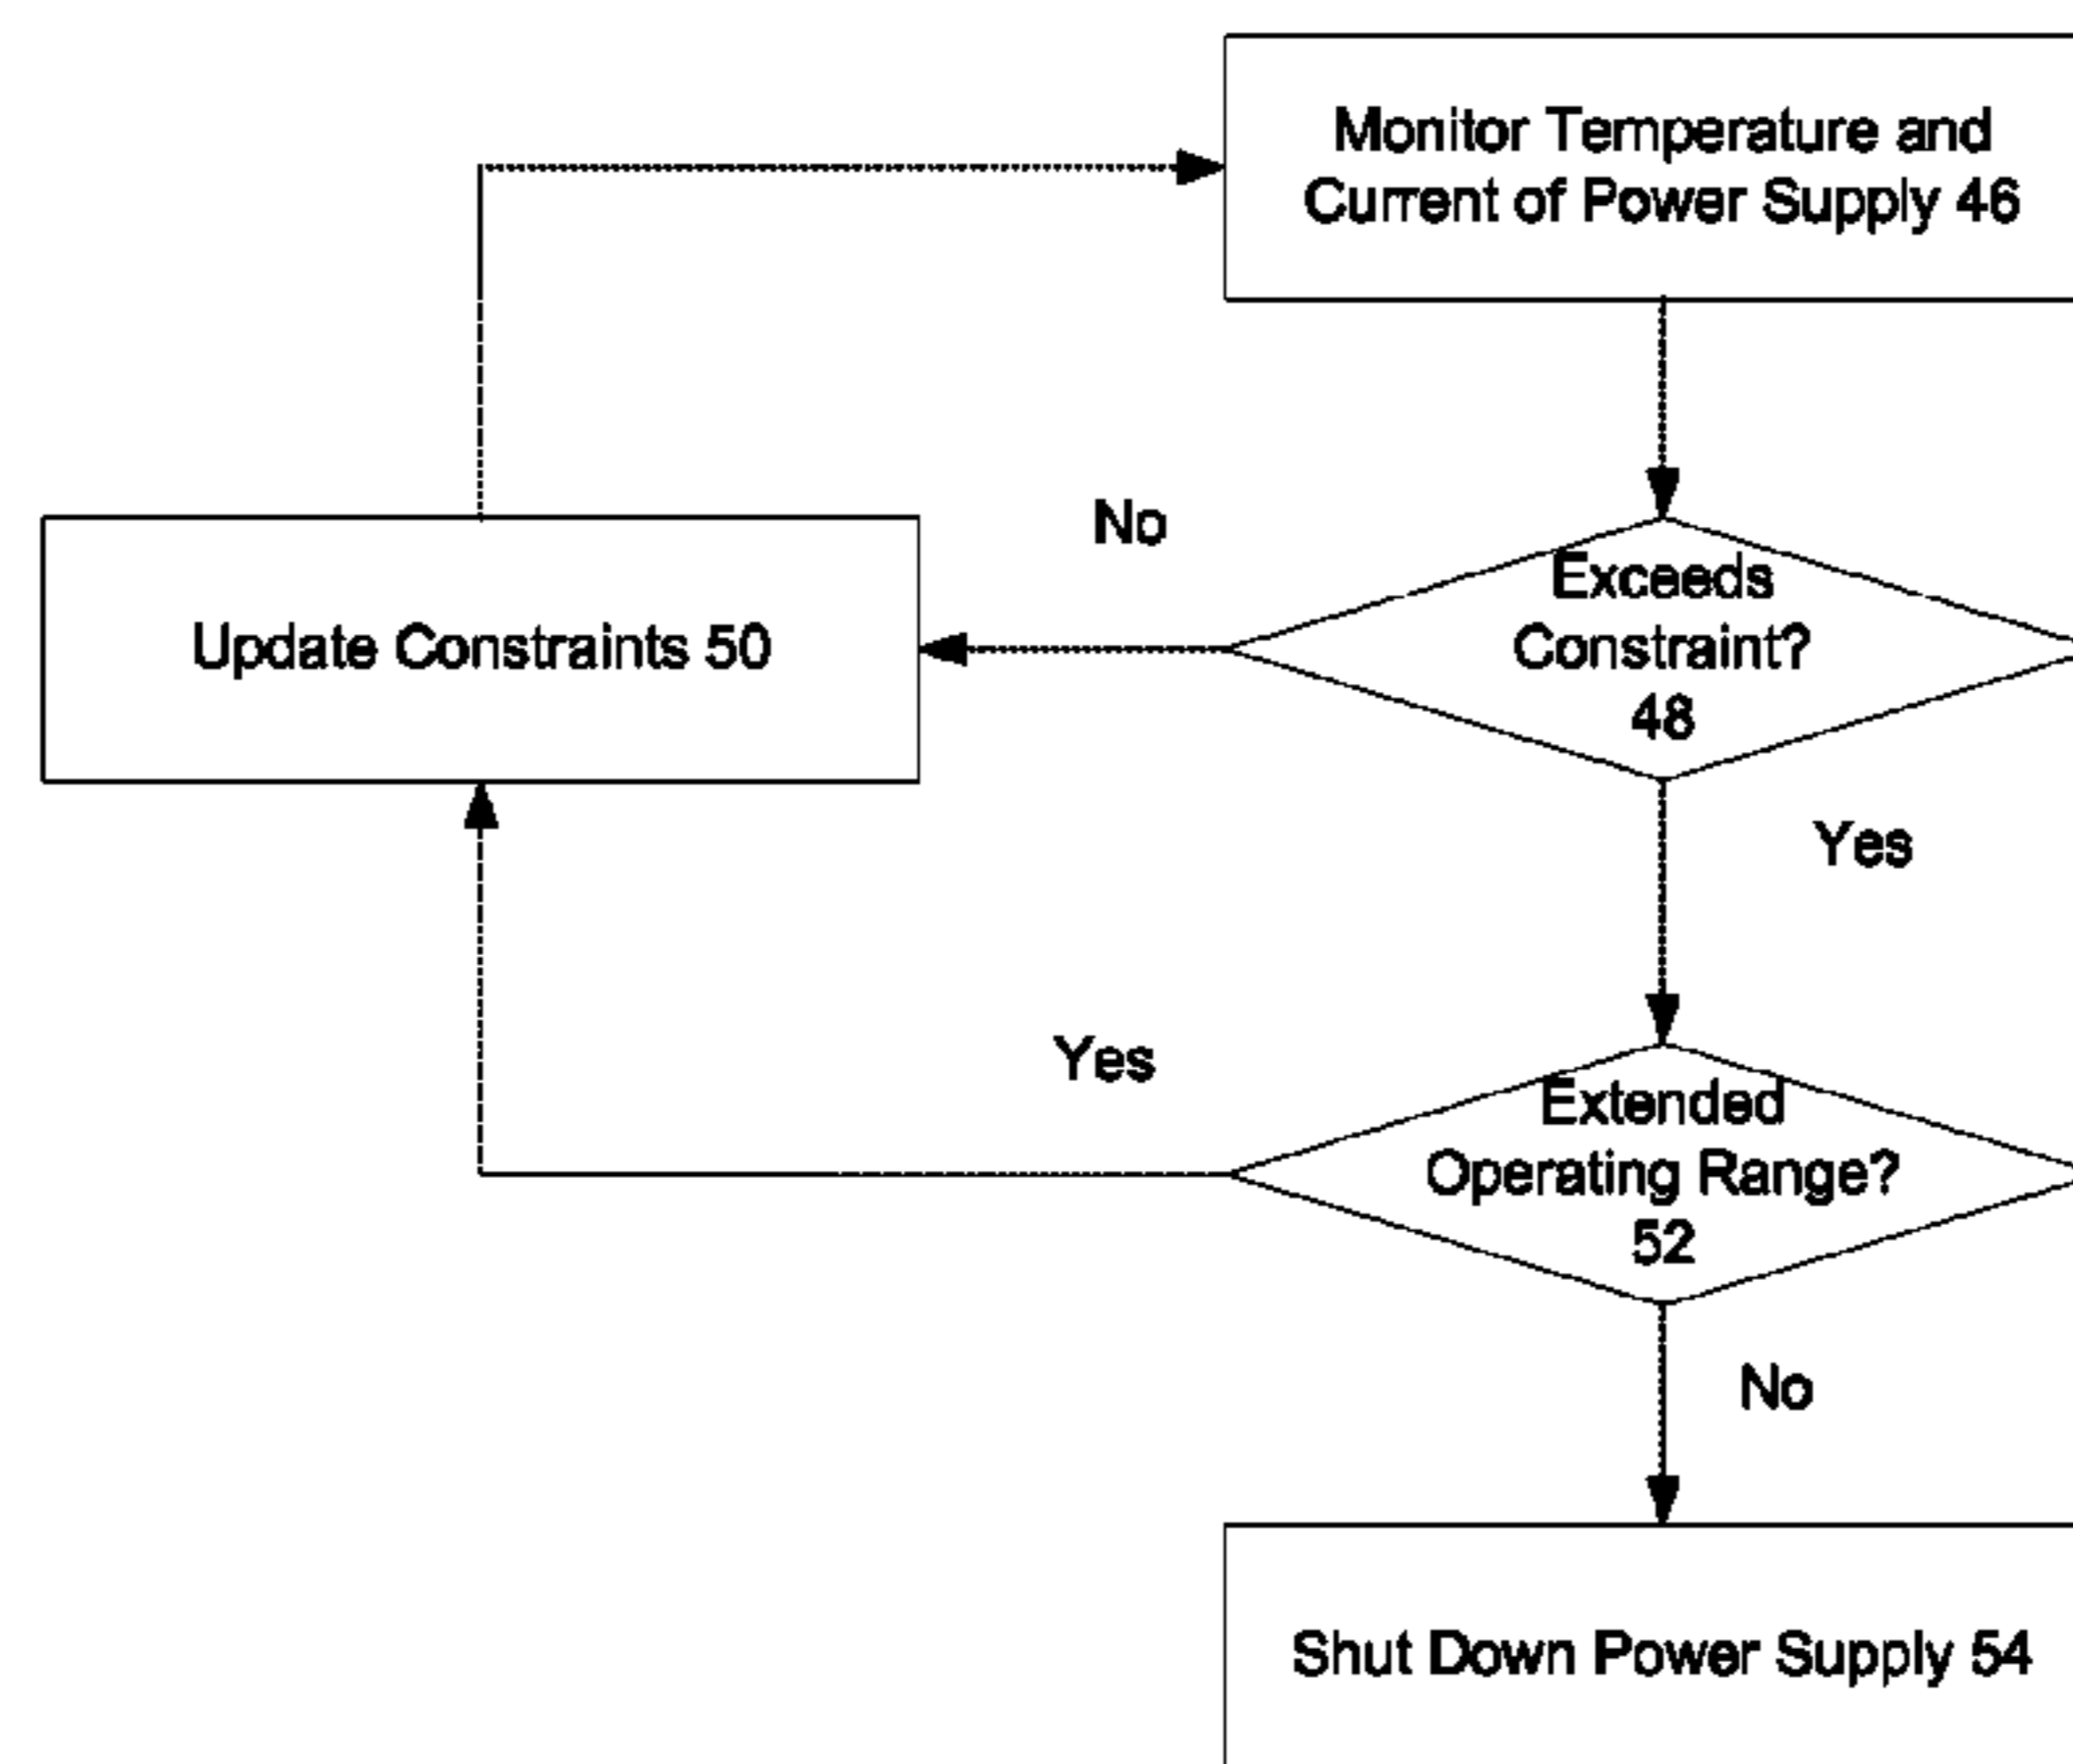 Monitor Temperature and
Current of Power Supply 46
No
Exceeds
Constraint?
48
Update Constraints 50
Yes
Yes
Extended
Operating Range?
52
No
Shut Down Power Supply 54